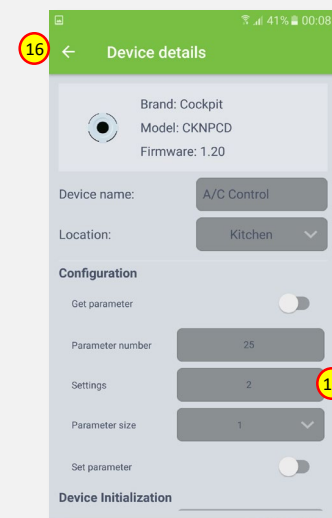 41% 00:08
16
Device details
Brand: Cockpit
Model: CKNPCD
Firmware: 1.20
Device name: A/C Control
Location: Kitchen
Configuration
Get parameter
Parameter number 25
Settings 2
Parameter size 1
Set parameter
Device Initialization